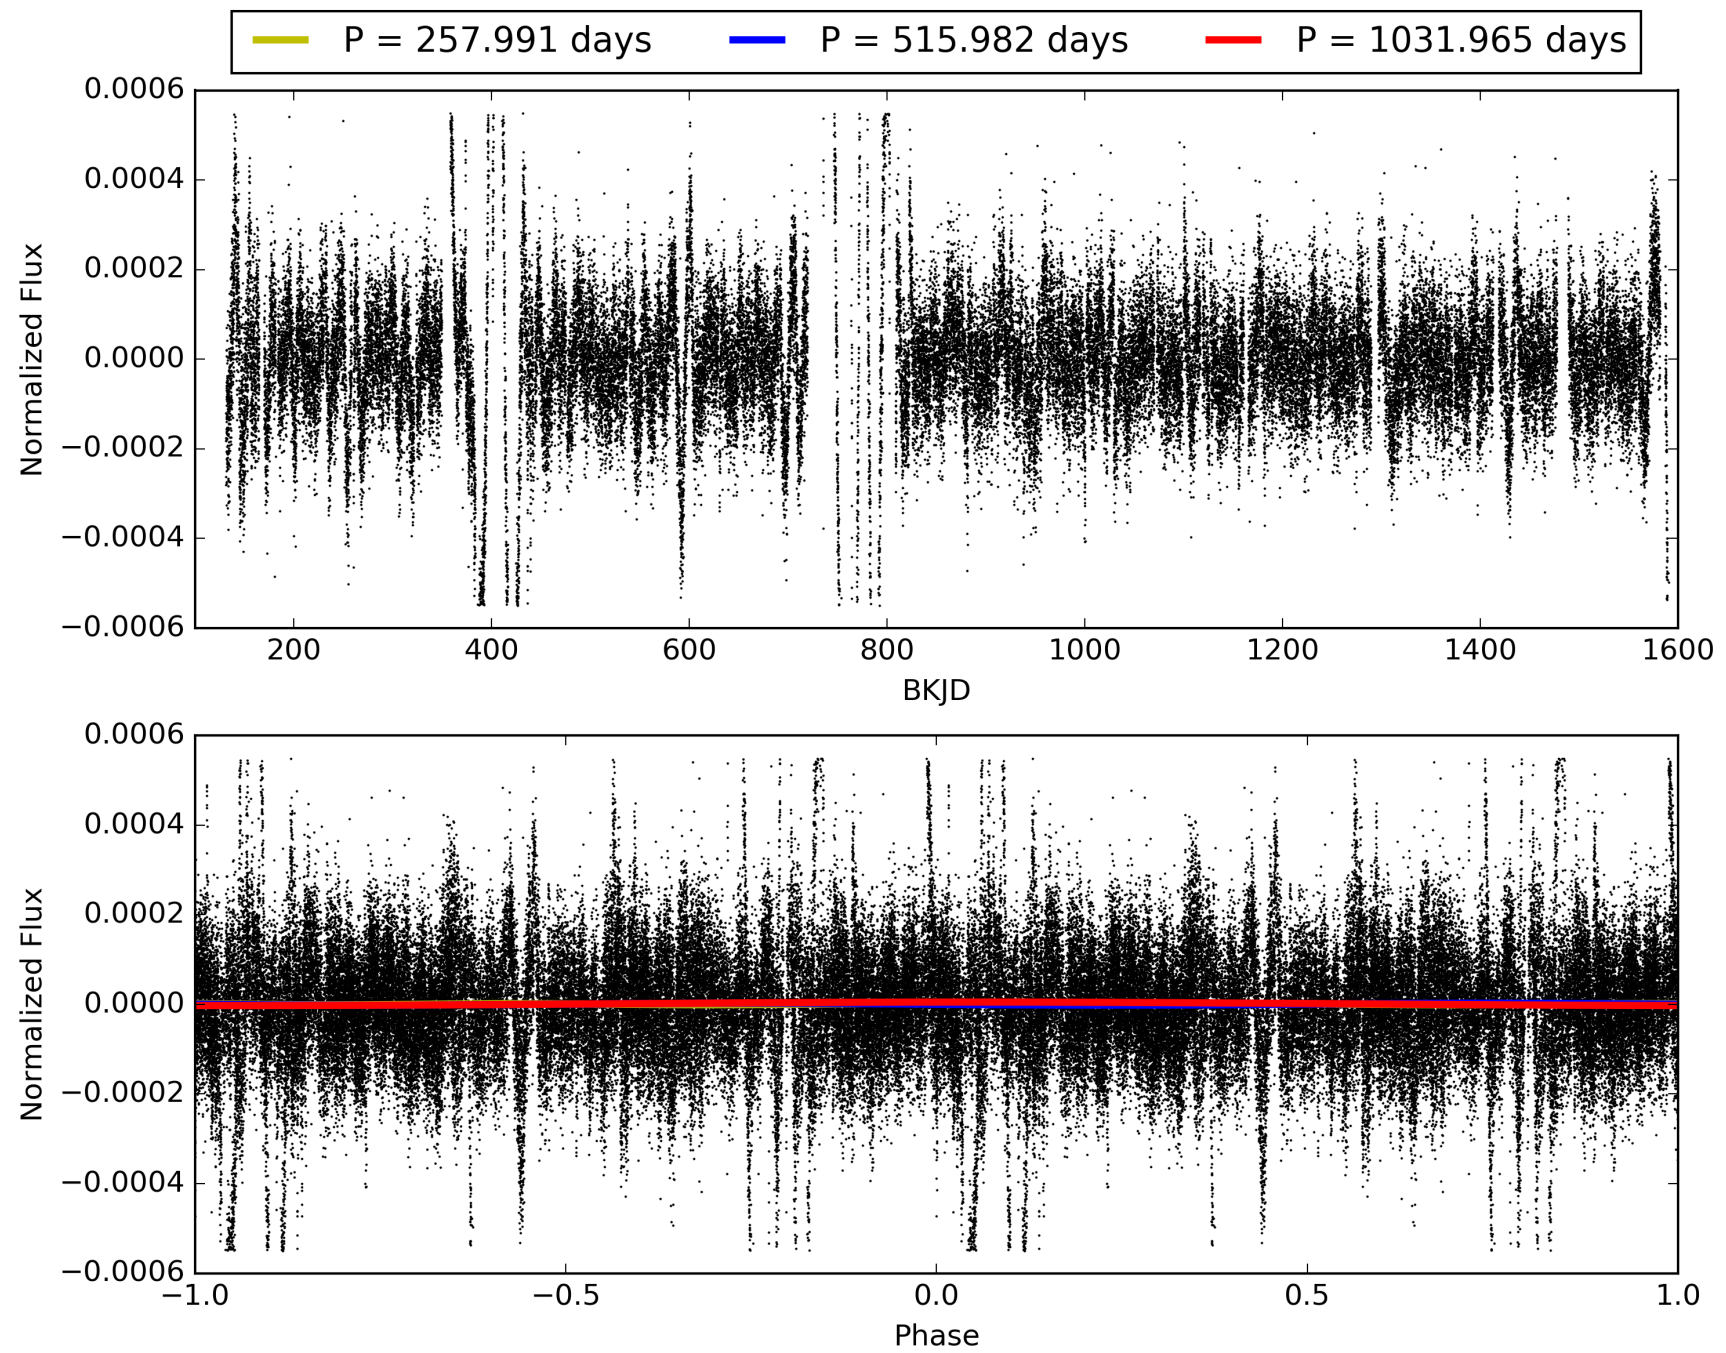 P = 257.991 days P = 515.982 days P = 1031.965 days
0.0006
0.0004
0.0002
0.0000
−0.0002
−0.0004
−0.0006
Normalized Flux
200 400 600 800 1000 1200 1400 1600
BKJD
0.0006
0.0004
0.0002
0.0000
−0.0002
−0.0004
−0.0006
Normalized Flux
−1.0 −0.5 0.0 0.5 1.0
Phase